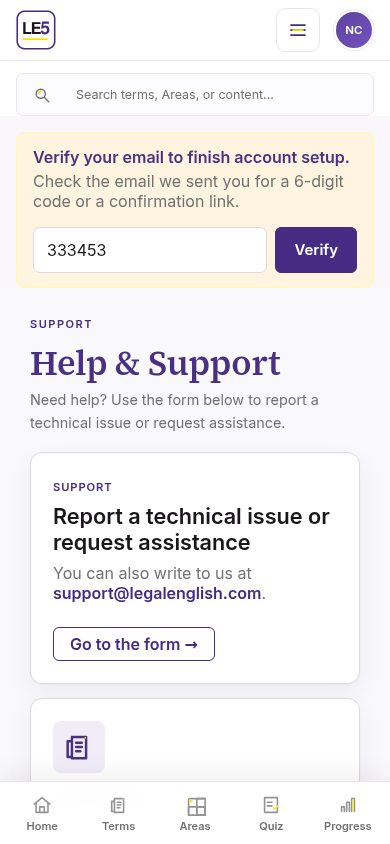 LE5
NC
Search terms, Areas, or content...
Verify your email to finish account setup.
Check the email we sent you for a 6-digit
code or a confirmation link.
333453
Verify
SUPPORT
Help & Support
Need help? Use the form below to report a
technical issue or request assistance.
SUPPORT
Report a technical issue or
request assistance
You can also write to us at
support@legalenglish.com.
Go to the form →
Home
Terms
Areas
Quiz
Progress